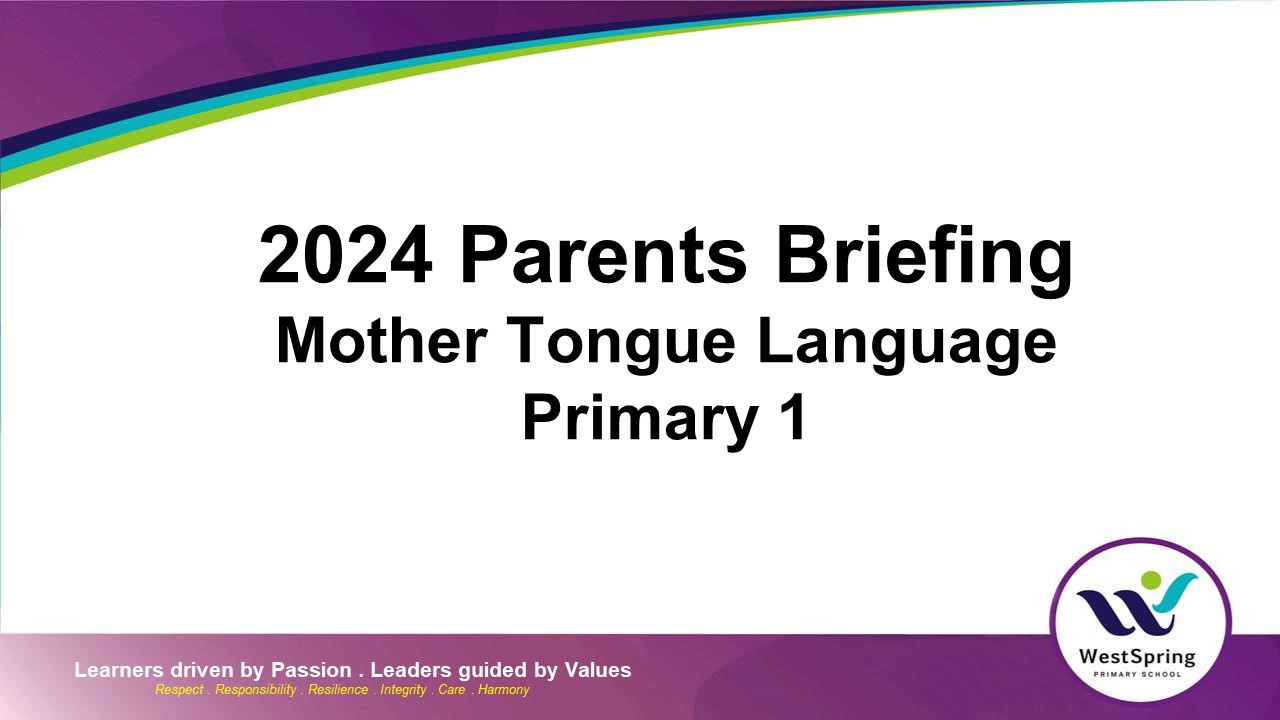 2024 Parents Briefing
Mother Tongue Language
Primary 1
WestSpring
PRIMARY SCHOOL
Learners driven by Passion . Leaders guided by Values
Respect . Responsibility . Resilience . Integrity . Care . Harmony